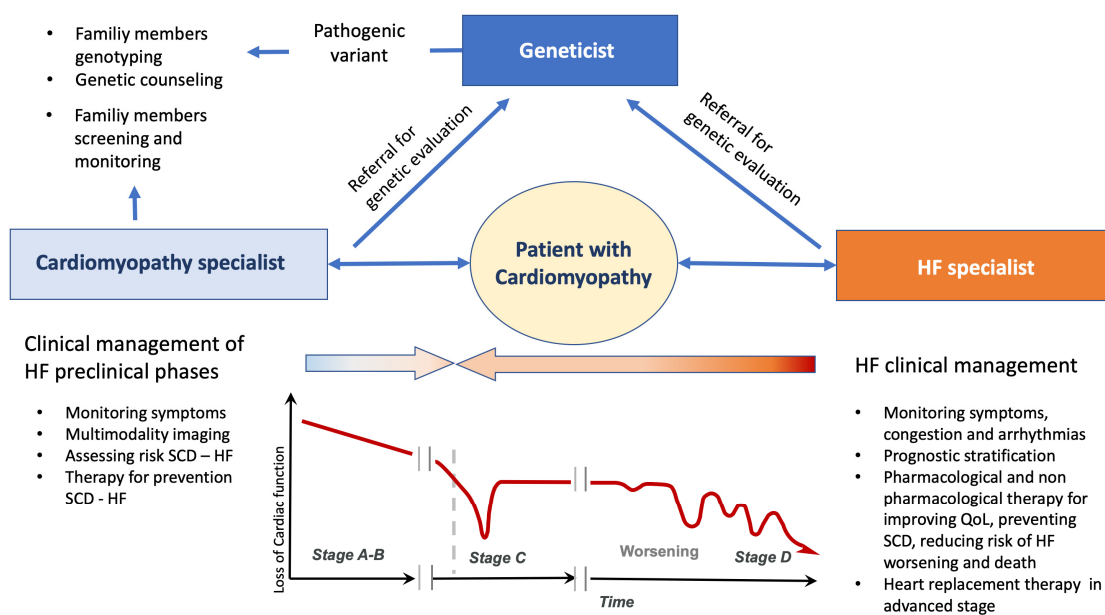 • Familiy members
genotyping
• Genetic counseling
• Familiy members
screening and
monitoring
Pathogenic
variant
Geneticist
Referral for
genetic evaluation
Referral for
genetic evaluation
Cardiomyopathy specialist
Patient with
Cardiomyopathy
HF specialist
Clinical management of
HF preclinical phases
• Monitoring symptoms
• Multimodality imaging
• Assessing risk SCD – HF
• Therapy for prevention
SCD - HF
Loss of Cardiac function
Stage A-B
Stage C
Worsening
Stage D
Time
HF clinical management
• Monitoring symptoms,
congestion and arrhythmias
• Prognostic stratification
• Pharmacological and non
pharmacological therapy for
improving QoL, preventing
SCD, reducing risk of HF
worsening and death
• Heart replacement therapy in
advanced stage